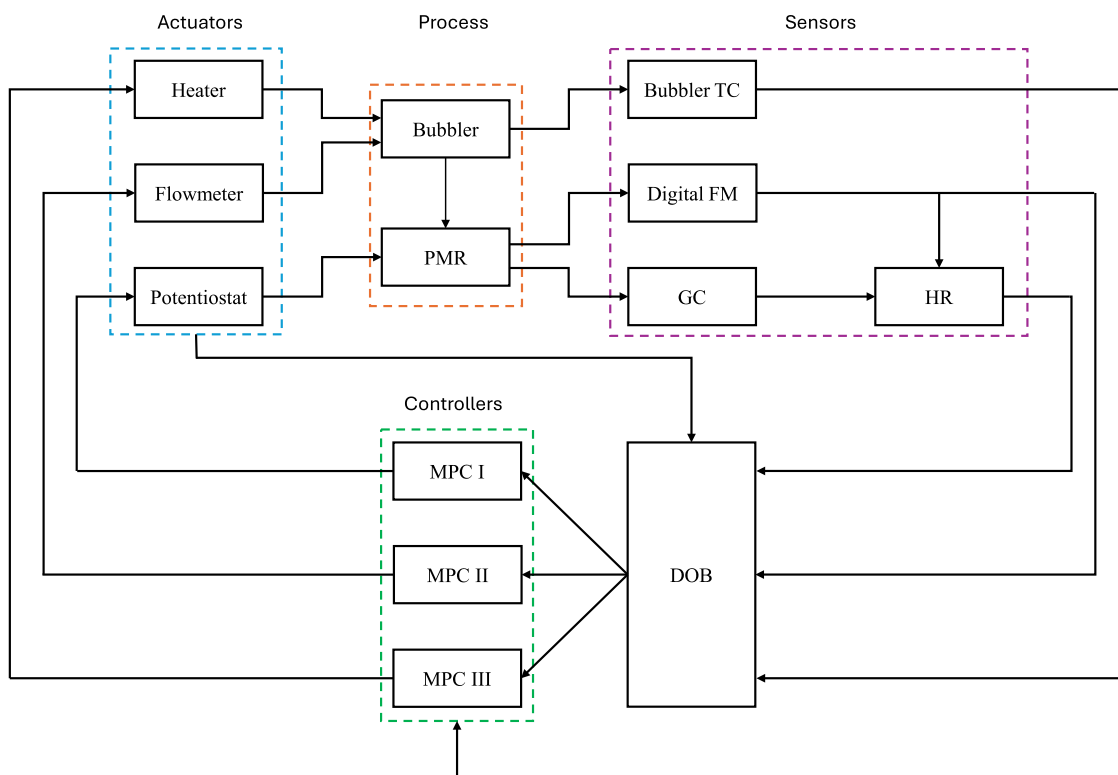 Actuators
Process
Sensors
Heater
Bubbler
Bubbler TC
Flowmeter
Digital FM
PMR
Potentiostat
GC
HR
Controllers
MPC I
MPC II
DOB
MPC III